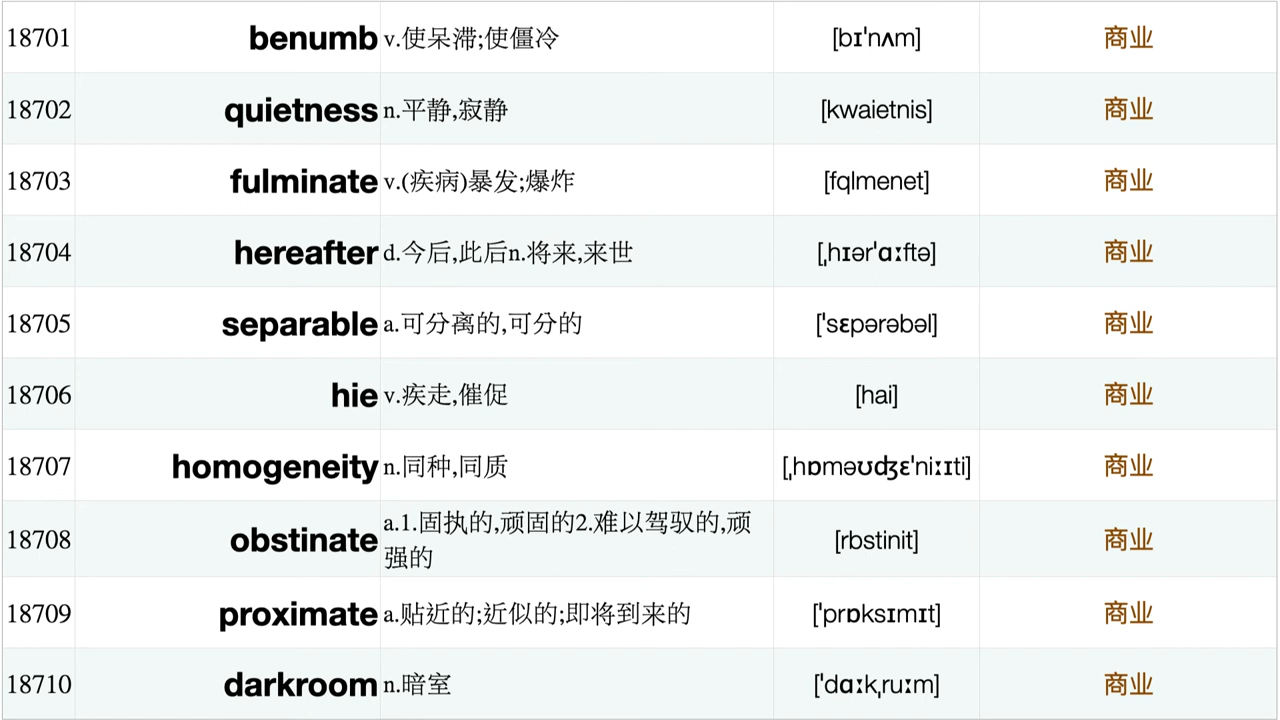 18701 benumb v.使呆滞;使僵冷 [bɪˈnʌm] 商业
18702 quietness n.平静,寂静 [kwaietnis] 商业
18703 fulminate v.(疾病)暴发;爆炸 [fqlmenet] 商业
18704 hereafter d.今后,此后n.将来,来世 [ˌhɪərˈɑːftə] 商业
18705 separable a.可分离的,可分的 [ˈsɛpərəbəl] 商业
18706 hie v.疾走,催促 [hai] 商业
18707 homogeneity n.同种,同质 [ˌhɒməʊʤɛˈniːɪti] 商业
18708 obstinate a.1.固执的,顽固的2.难以驾驭的,顽
强的 [rbstinit] 商业
18709 proximate a.贴近的;近似的;即将到来的 [ˈprɒksɪmɪt] 商业
18710 darkroom n.暗室 [ˈdɑːkˌruːm] 商业